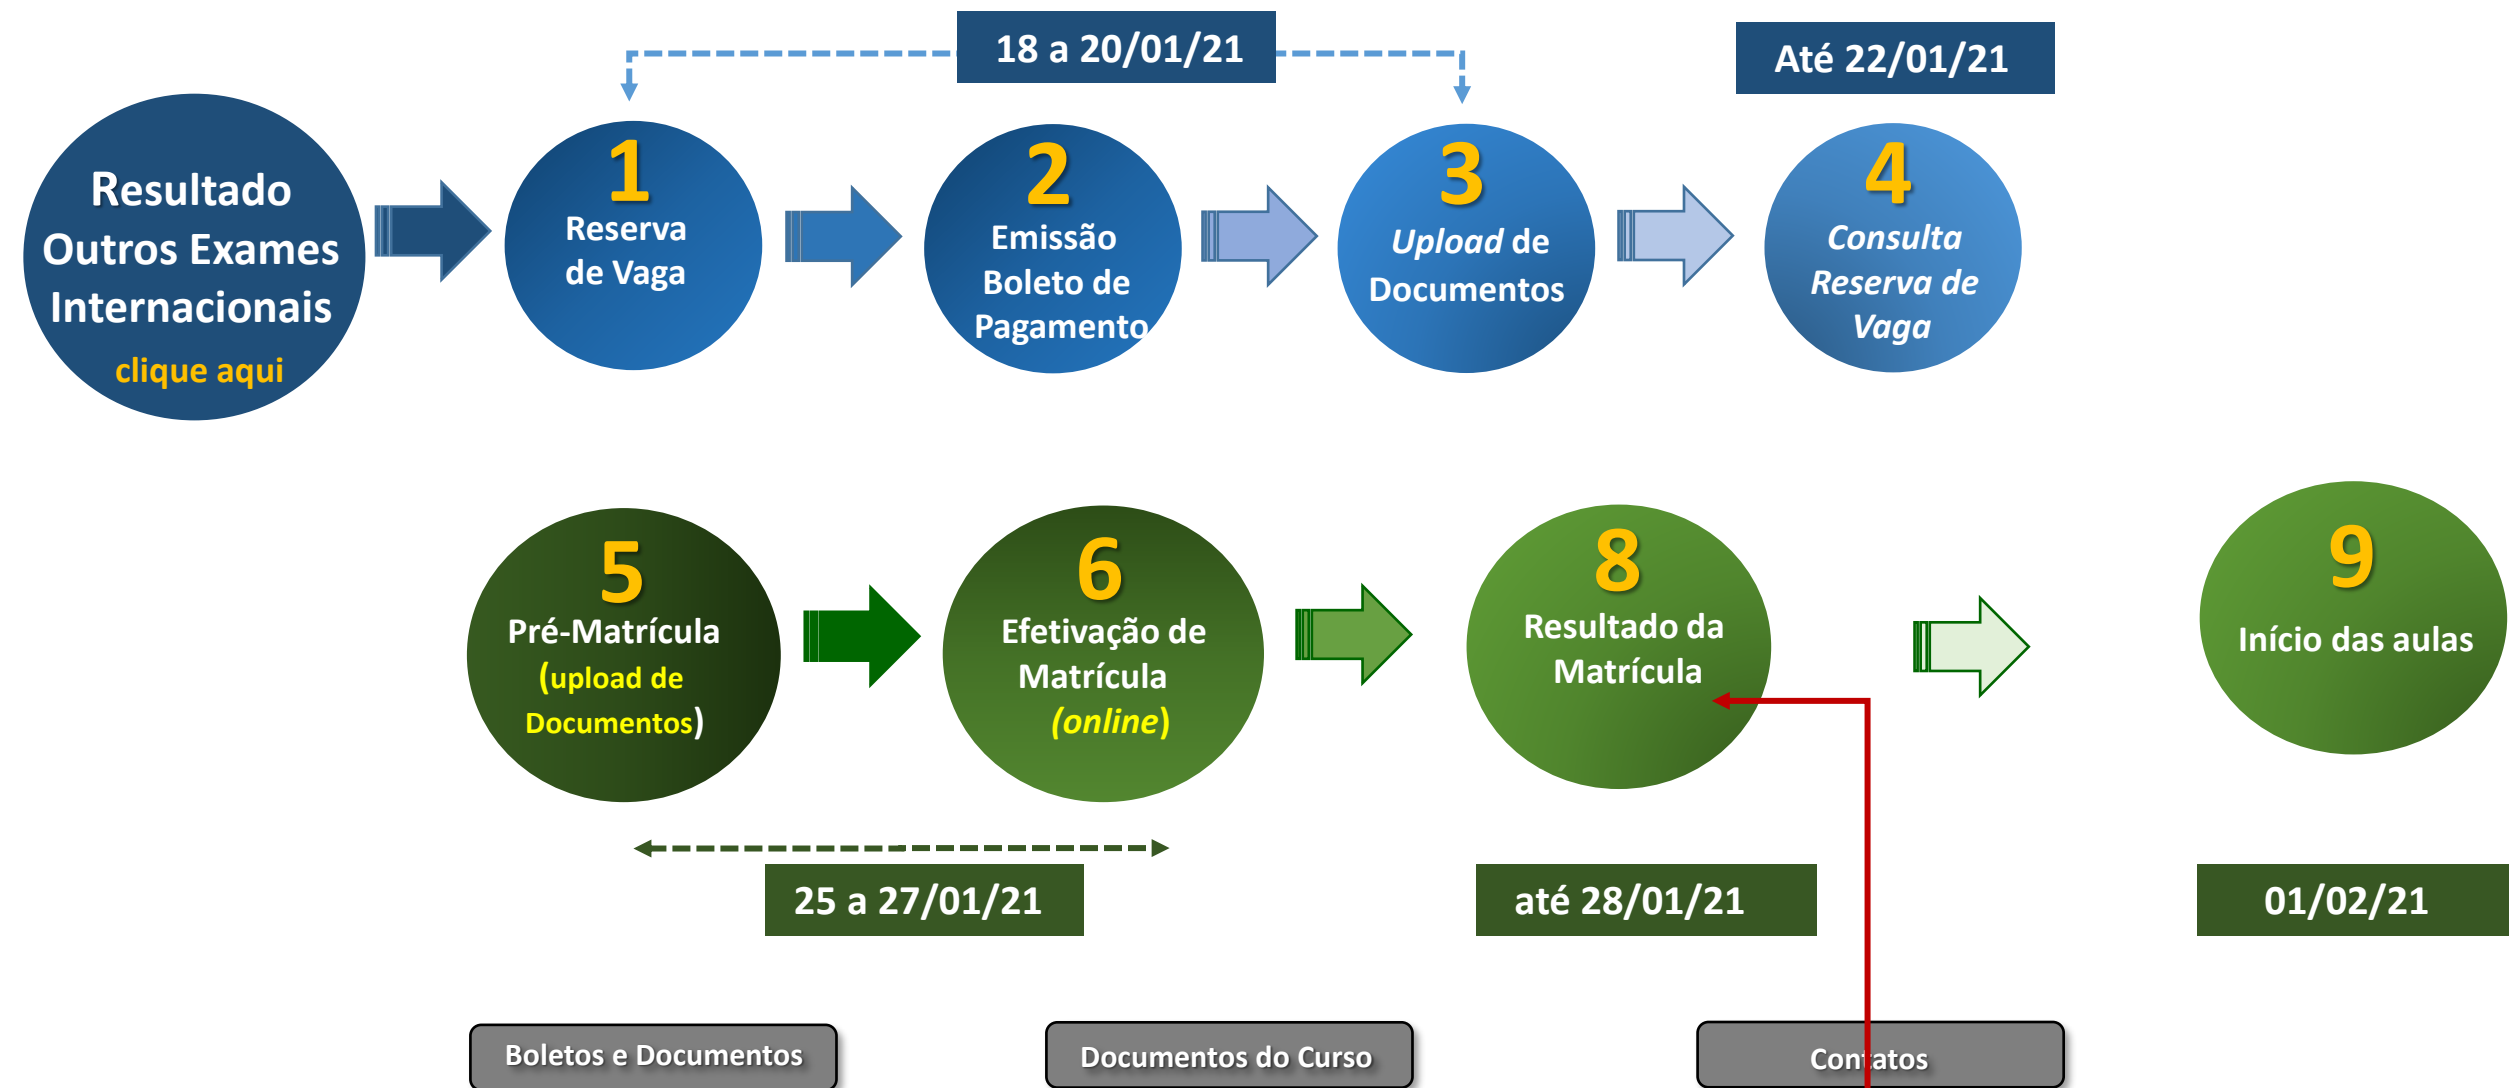 18 a 20/01/21
Até 22/01/21
Resultado
Outros Exames
Internacionais
clique aqui
1
Reserva
de Vaga
2
Emissão
Boleto de
Pagamento
3
Upload de
Documentos
4
Consulta
Reserva de
Vaga
5
Pré-Matrícula
(upload de
Documentos)
6
Efetivação de
Matrícula
(online)
8
Resultado da
Matrícula
9
Início das aulas
25 a 27/01/21
até 28/01/21
01/02/21
Boletos e Documentos
Documentos do Curso
Contatos